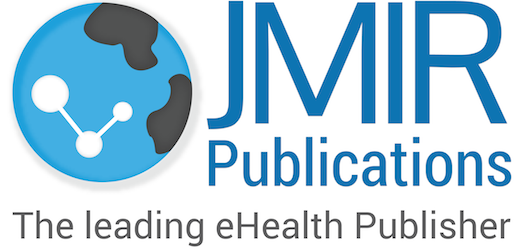 JMIR
Publications
The leading eHealth Publisher